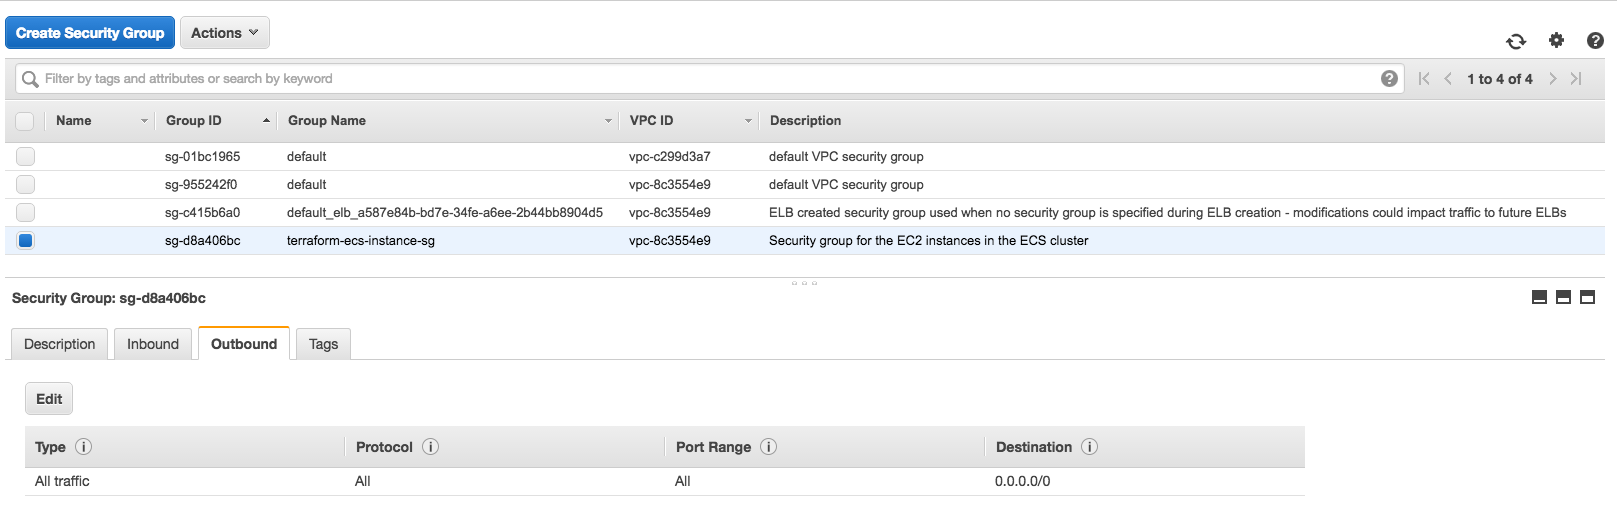 Create Security Group Actions
Filter by tags and attributes or search by keyword 1 to 4 of 4
Name Group ID Group Name VPC ID Description
sg-01bc1965 default vpc-c299d3a7 default VPC security group
sg-955242f0 default vpc-8c3554e9 default VPC security group
sg-c415b6a0 default_elb_a587e84b-bd7e-34fe-a6ee-2b44bb8904d5 vpc-8c3554e9 ELB created security group used when no security group is specified during ELB creation - modifications could impact traffic to future ELBs
sg-d8a406bc terraform-ecs-instance-sg vpc-8c3554e9 Security group for the EC2 instances in the ECS cluster
Security Group: sg-d8a406bc
Description Inbound Outbound Tags
Edit
Type Protocol Port Range Destination
All traffic All All 0.0.0.0/0